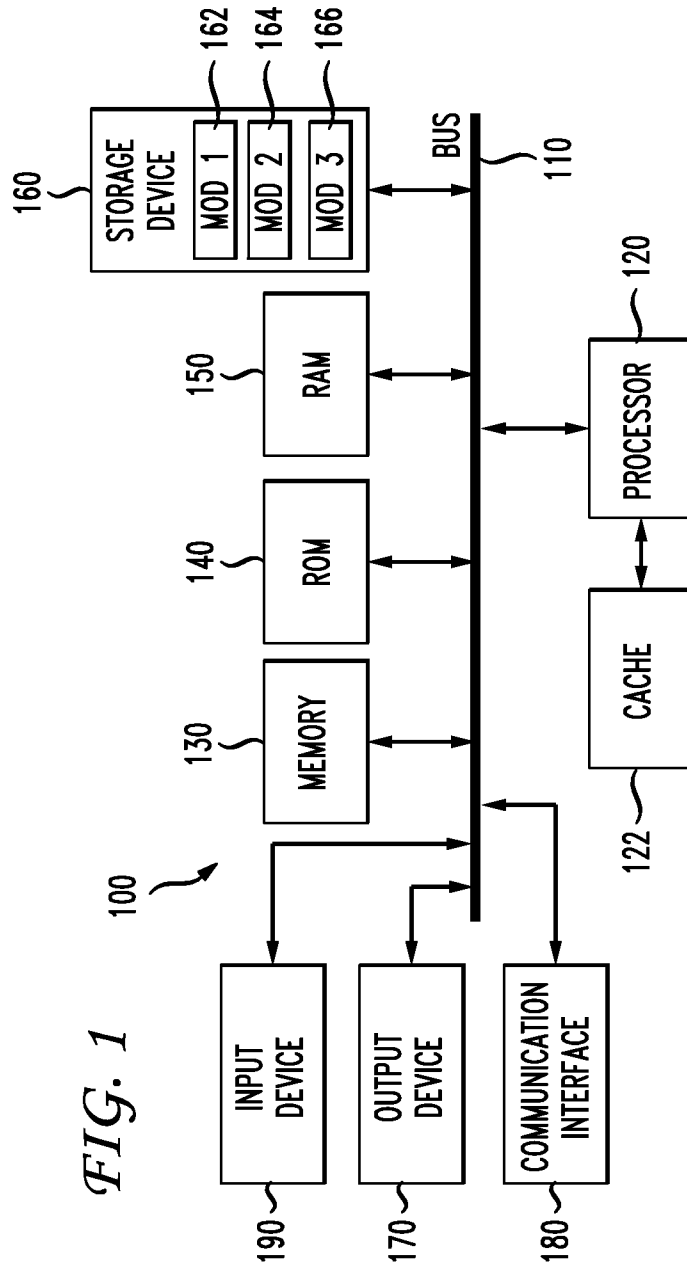 FIG. 1
100
190
INPUT
DEVICE
170
OUTPUT
DEVICE
180
COMMUNICATION
INTERFACE
130
MEMORY
140
ROM
150
RAM
160
STORAGE
DEVICE
MOD 1
162
MOD 2
164
MOD 3
166
BUS
110
122
CACHE
120
PROCESSOR